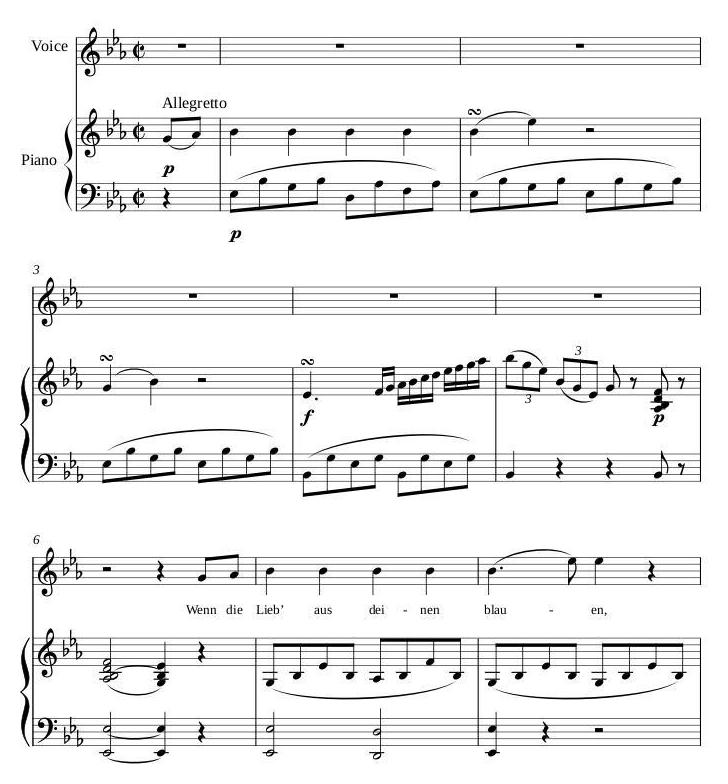 Voice
Allegretto
p
Piano
p
3
f
3
3
p
6
Wenn die Lieb’ aus dei - nen blau - en,